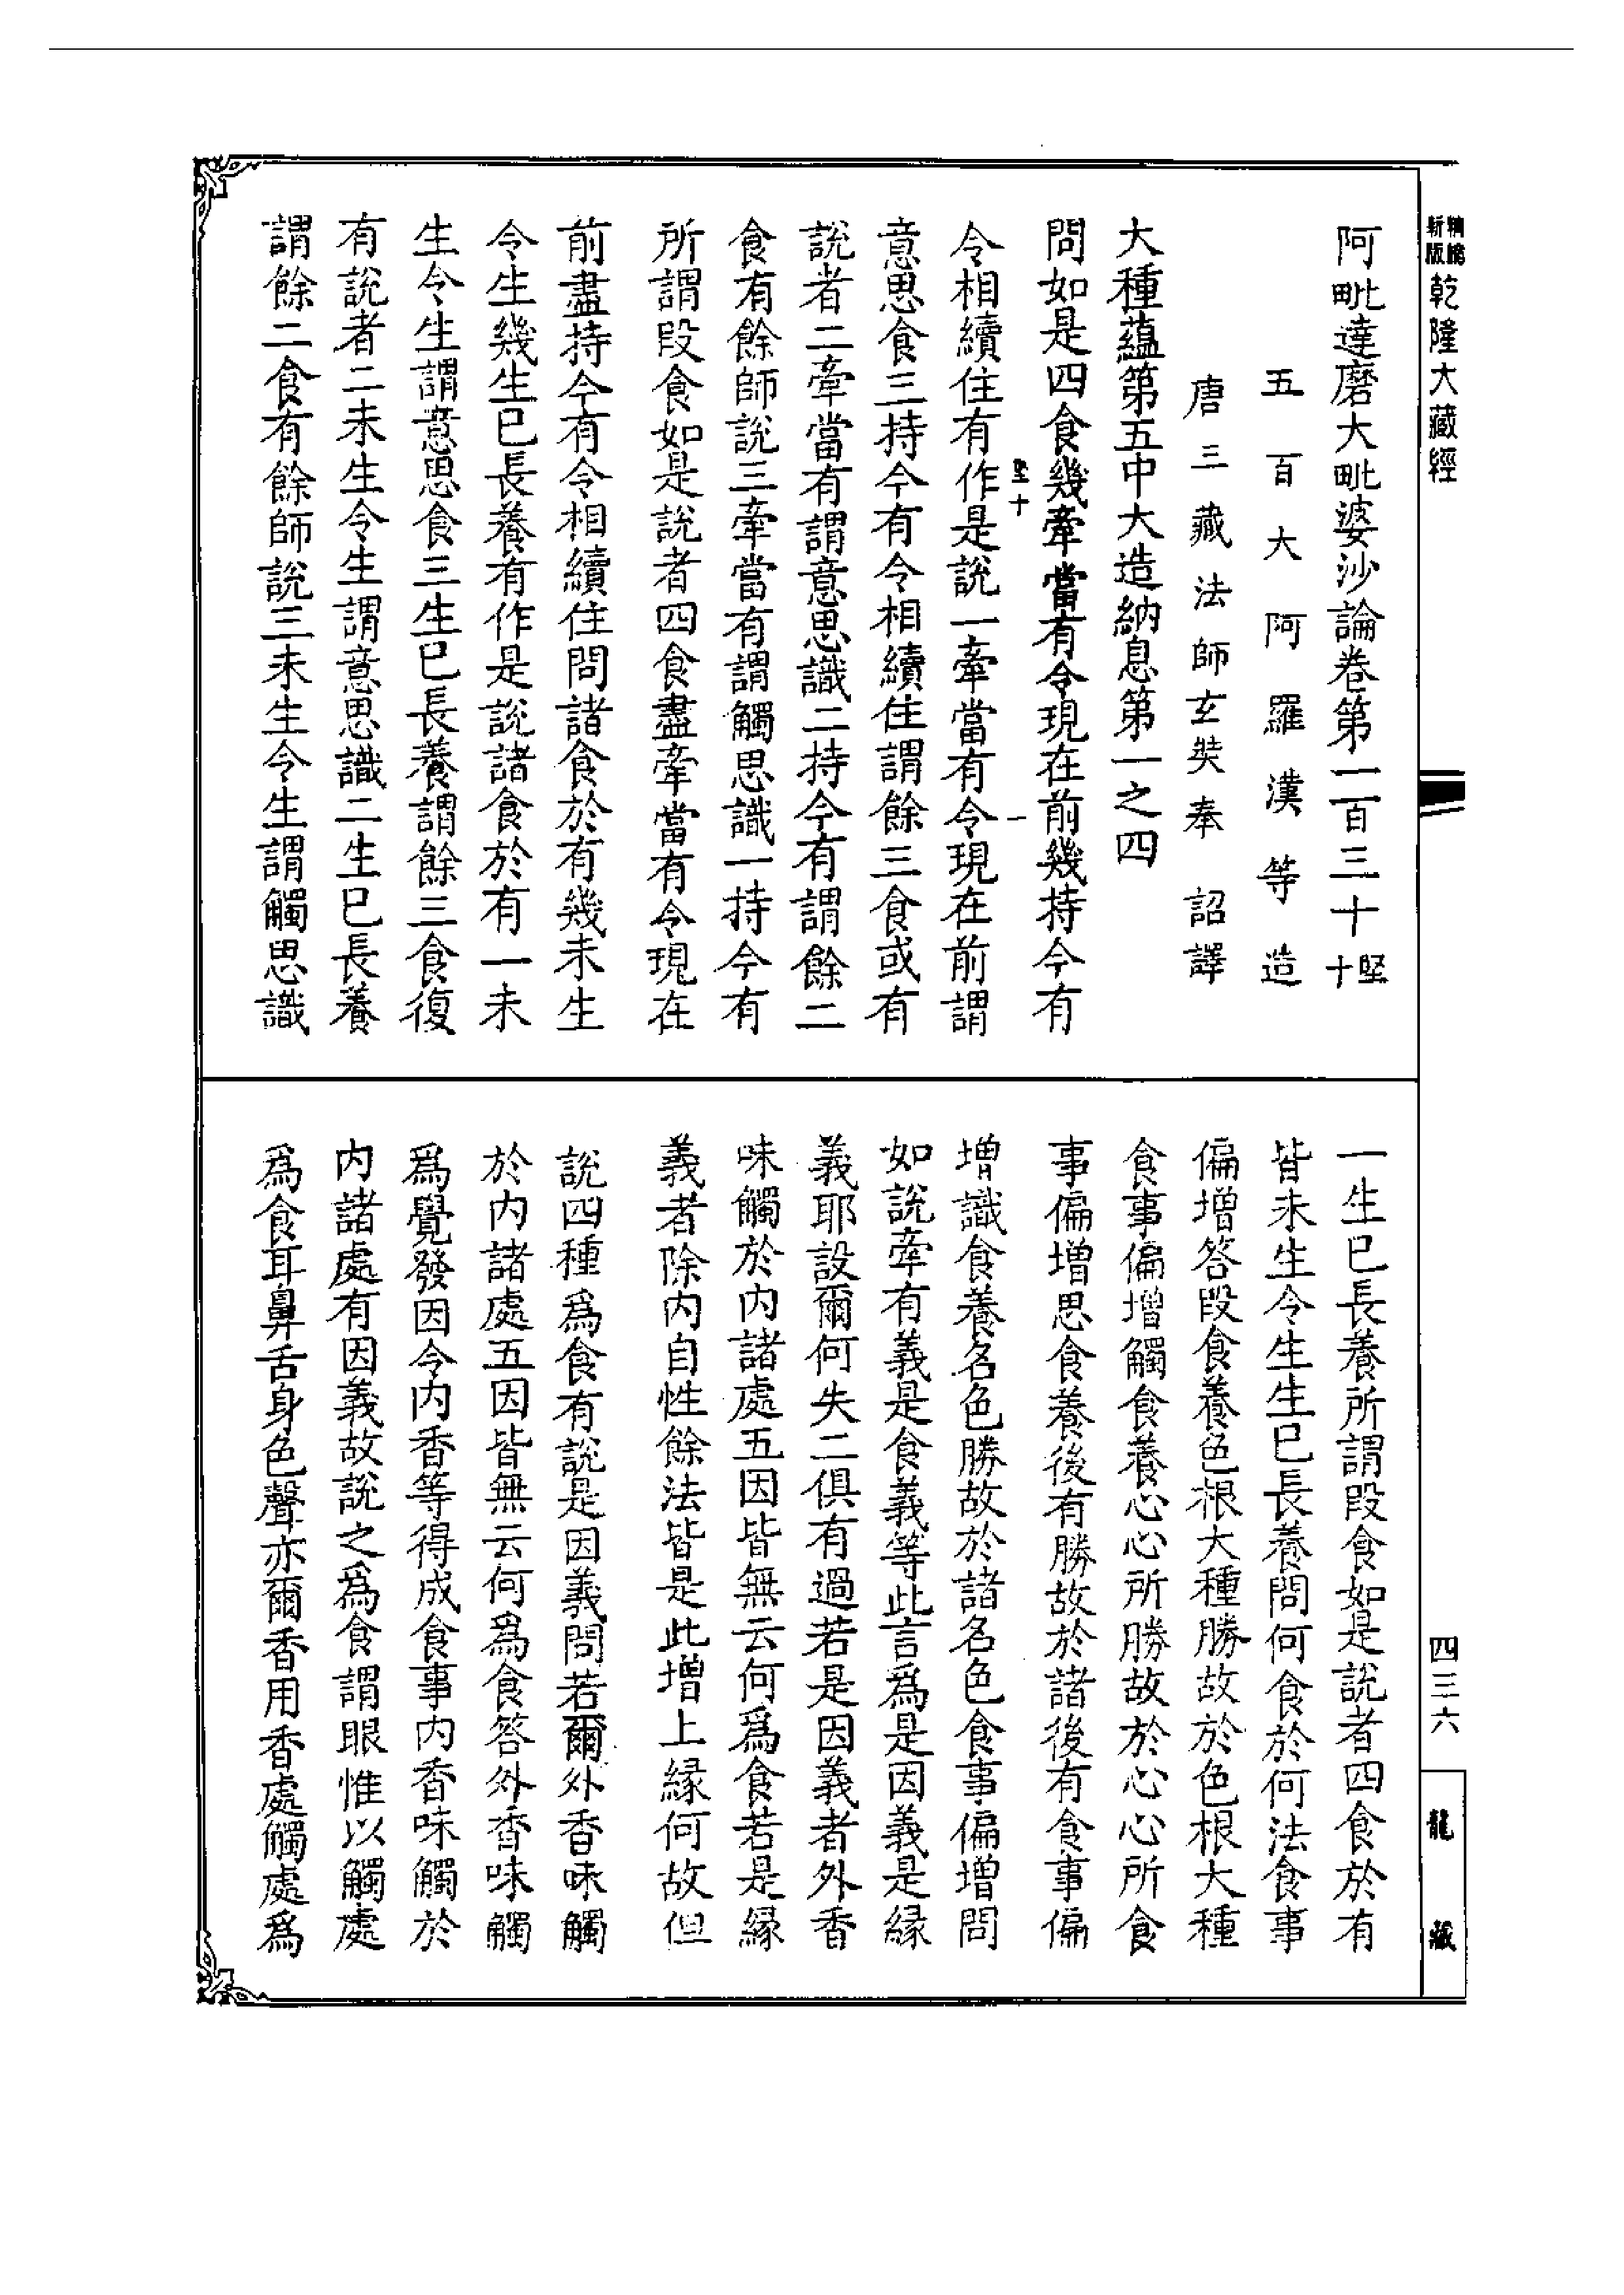 精縮新版乾隆大藏經
阿毗達磨大毗婆沙論卷第一百三十 堅十
五百大阿羅漢等造
唐三藏法師玄奘奉 詔譯
大種蘊第五中大造納息第一之四
問如是四食幾牽當有令現在前幾持今有
堅十 一
令相續住有作是說一牽當有令現在前謂
意思食三持今有令相續住謂餘三食或有
說者二牽當有謂意思識二持今有謂餘二
食有餘師說三牽當有謂觸思識一持今有
所謂段食如是說者四食盡牽當有令現在
前盡持今有令相續住問諸食於有幾未生
令生幾生已長養有作是說諸食於有一未
生令生謂意思食三生已長養謂餘三食復
有說者二未生令生謂意思識二生已長養
謂餘二食有餘師說三未生令生謂觸思識
一生已長養所謂段食如是說者四食於有
皆未生令生生已長養問何食於何法食事
偏增答段食養色根大種勝故於色根大種
食事偏增觸食養心心所勝故於心心所食
事偏增思食養後有勝故於諸後有食事偏
增識食養名色勝故於諸名色食事偏增問
如說牽有義是食義等此言為是因義是緣
義耶設爾何失二俱有過若是因義者外香
味觸於內諸處五因皆無云何為食若是緣
義者除內自性餘法皆是此增上緣何故但
說四種為食有說是因義問若爾外香味觸
於內諸處五因皆無云何為食答外香味觸
為覺發因令內香等得成食事內香味觸於
內諸處有因義故說之為食謂眼惟以觸處
為食耳鼻舌身色聲亦爾香用香處觸處為
四三六
龍藏